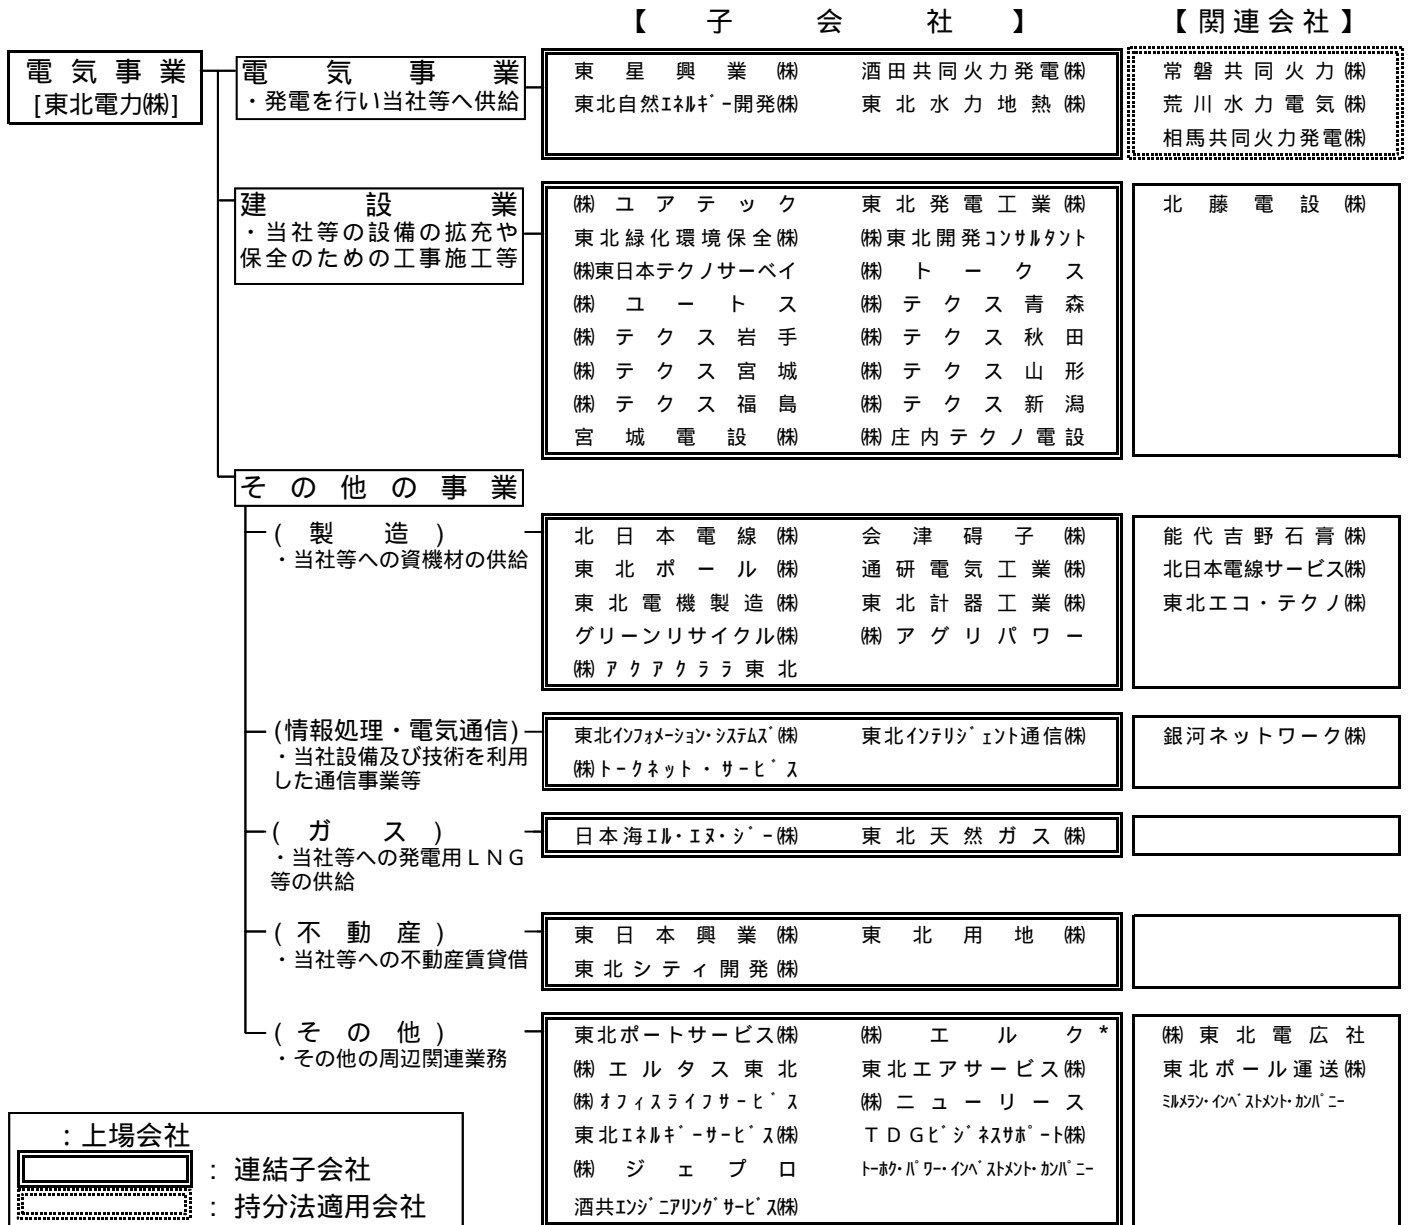 【子会社】 【関連会社】
電気事業
[東北電力㈱]
電気事業
・発電を行い当社等へ供給
東星興業㈱ 酒田共同火力発電㈱
東北自然ｴﾈﾙｷﾞｰ開発㈱ 東北水力地熱㈱
常磐共同火力㈱
荒川水力電気㈱
相馬共同火力発電㈱
建設業
・当社等の設備の拡充や
保全のための工事施工等
㈱ユアテック 東北発電工業㈱
東北緑化環境保全㈱ ㈱東北開発ｺﾝｻﾙﾀﾝﾄ
㈱東日本テクノサーベイ ㈱トークス
㈱ユートス ㈱テクス青森
㈱テクス岩手 ㈱テクス秋田
㈱テクス宮城 ㈱テクス山形
㈱テクス福島 ㈱テクス新潟
宮城電設㈱ ㈱庄内テクノ電設
北藤電設㈱
その他の事業
(製造)
・当社等への資機材の供給
北日本電線㈱ 会津碍子㈱
東北ポール㈱ 通研電気工業㈱
東北電機製造㈱ 東北計器工業㈱
グリーンリサイクル㈱ ㈱アグリパワー
㈱ｱｸｱｸﾗﾗ東北
能代吉野石膏㈱
北日本電線サービス㈱
東北エコ・テクノ㈱
(情報処理・電気通信)
・当社設備及び技術を利用
した通信事業等
東北ｲﾝﾌｫﾒｰｼｮﾝ･ｼｽﾃﾑｽﾞ㈱ 東北ｲﾝﾃﾘｼﾞｪﾝﾄ通信㈱
㈱ﾄｰｸﾈｯﾄ・ｻｰﾋﾞｽ
銀河ネットワーク㈱
(ガス)
・当社等への発電用ＬＮＧ
等の供給
日本海ｴﾙ･ｴﾇ･ｼﾞｰ㈱ 東北天然ガス㈱
(不動産)
・当社等への不動産賃貸借
東日本興業㈱ 東北用地㈱
東北シティ開発㈱
(その他)
・その他の周辺関連業務
東北ポートサービス㈱ ㈱エルク*
㈱エルタス東北 東北エアサービス㈱
㈱ｵﾌｨｽﾗｲﾌｻｰﾋﾞｽ ㈱ニューリース
東北ｴﾈﾙｷﾞｰｻｰﾋﾞｽ㈱ ＴＤＧﾋﾞｼﾞﾈｽｻﾎﾟｰﾄ㈱
㈱ジェプロ ﾄｰﾎｸ･ﾊﾟﾜｰ･ｲﾝﾍﾞｽﾄﾒﾝﾄ･ｶﾝﾊﾟﾆｰ
酒共ｴﾝｼﾞﾆｱﾘﾝｸﾞｻｰﾋﾞｽ㈱
㈱東北電広社
東北ポール運送㈱
ﾐﾙﾒﾗﾝ･ｲﾝﾍﾞｽﾄﾒﾝﾄ･ｶﾝﾊﾟﾆｰ
：上場会社
：連結子会社
：持分法適用会社